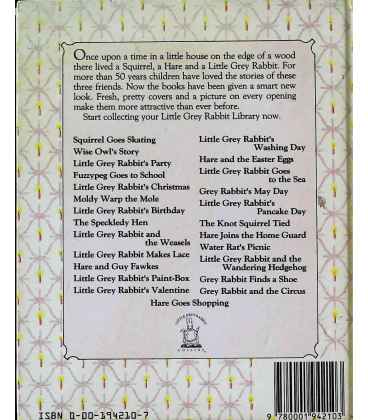 Once upon a time in a little house on the edge of a wood
there lived a Squirrel, a Hare and a Little Grey Rabbit. For
more than 50 years children have loved the stories of these
three friends. Now the books have been given a smart new
look. Fresh, pretty covers and a picture on every opening
make them more attractive than ever before.
Start collecting your Little Grey Rabbit Library now.
Squirrel Goes Skating
Wise Owl's Story
Little Grey Rabbit's Party
Fuzzypeg Goes to School
Little Grey Rabbit's Christmas
Moldy Warp the Mole
Little Grey Rabbit's Birthday
The Speckledy Hen
Little Grey Rabbit and
the Weasels
Little Grey Rabbit Makes Lace
Hare and Guy Fawkes
Little Grey Rabbit's Paint-Box
Little Grey Rabbit's Valentine
Little Grey Rabbit's
Washing Day
Hare and the Easter Eggs
Little Grey Rabbit Goes
to the Sea
Grey Rabbit's May Day
Little Grey Rabbit's
Pancake Day
The Knot Squirrel Tied
Hare Joins the Home Guard
Water Rat's Picnic
Little Grey Rabbit and the
Wandering Hedgehog
Grey Rabbit Finds a Shoe
Grey Rabbit and the Circus
Hare Goes Shopping
LITTLE GREY RABBIT
COLLINS
ISBN 0-00-194210-7
9 780001 942103